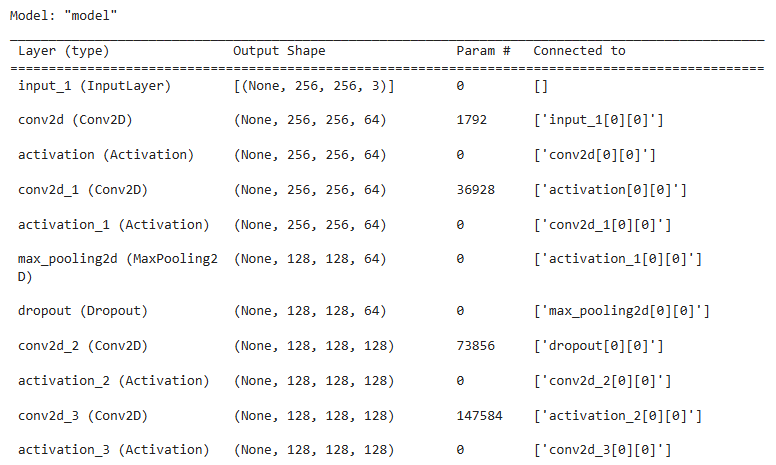 Model: "model"
__________________________________________________________________________________________________
Layer (type) Output Shape Param # Connected to
==================================================================================================
input_1 (InputLayer) [(None, 256, 256, 3)] 0 []
conv2d (Conv2D) (None, 256, 256, 64) 1792 ['input_1[0][0]']
activation (Activation) (None, 256, 256, 64) 0 ['conv2d[0][0]']
conv2d_1 (Conv2D) (None, 256, 256, 64) 36928 ['activation[0][0]']
activation_1 (Activation) (None, 256, 256, 64) 0 ['conv2d_1[0][0]']
max_pooling2d (MaxPooling2 (None, 128, 128, 64) 0 ['activation_1[0][0]']
D)
dropout (Dropout) (None, 128, 128, 64) 0 ['max_pooling2d[0][0]']
conv2d_2 (Conv2D) (None, 128, 128, 128) 73856 ['dropout[0][0]']
activation_2 (Activation) (None, 128, 128, 128) 0 ['conv2d_2[0][0]']
conv2d_3 (Conv2D) (None, 128, 128, 128) 147584 ['activation_2[0][0]']
activation_3 (Activation) (None, 128, 128, 128) 0 ['conv2d_3[0][0]']